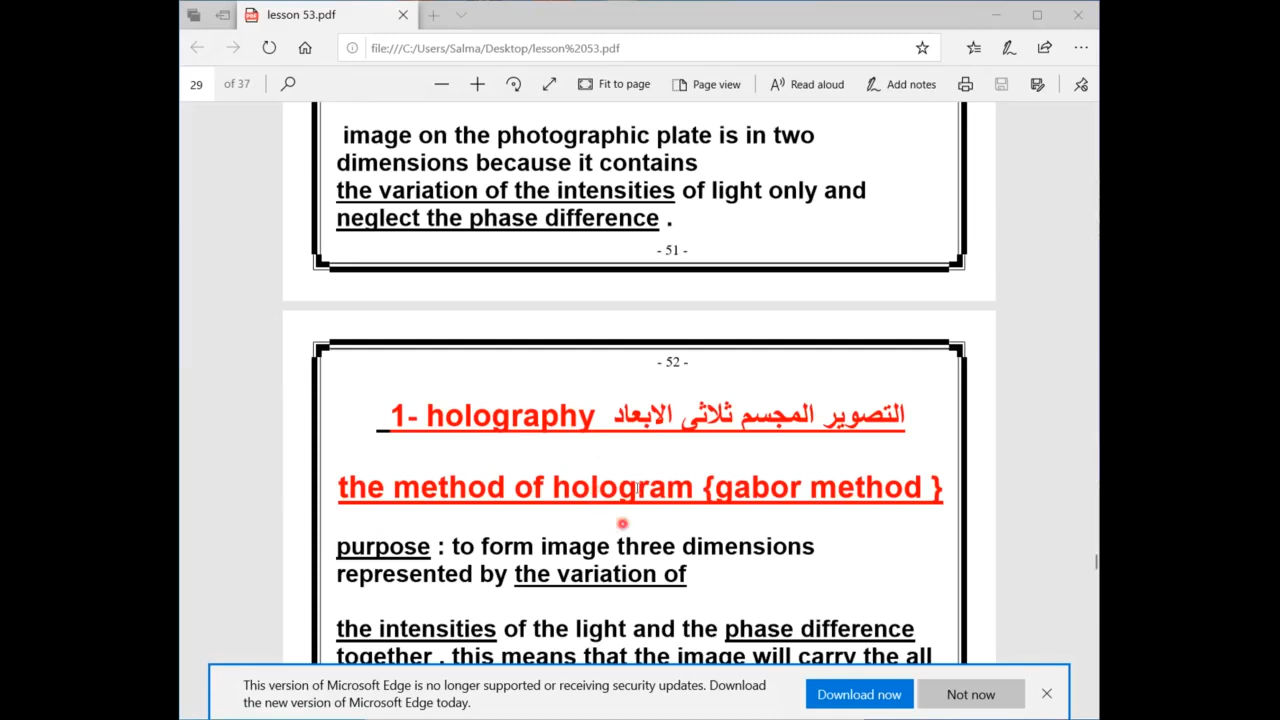 lesson 53.pdf
file:///C:/Users/Salma/Desktop/lesson%2053.pdf
29 of 37
Fit to page
Page view
Read aloud
Add notes
image on the photographic plate is in two
dimensions because it contains
the variation of the intensities of light only and
neglect the phase difference .
- 51 -
- 52 -
1- holography التصوير المجسم ثلاثى الابعاد
the method of hologram {gabor method }
purpose : to form image three dimensions
represented by the variation of
the intensities of the light and the phase difference
together . this means that the image will carry the all
This version of Microsoft Edge is no longer supported or receiving security updates. Download
the new version of Microsoft Edge today.
Download now
Not now